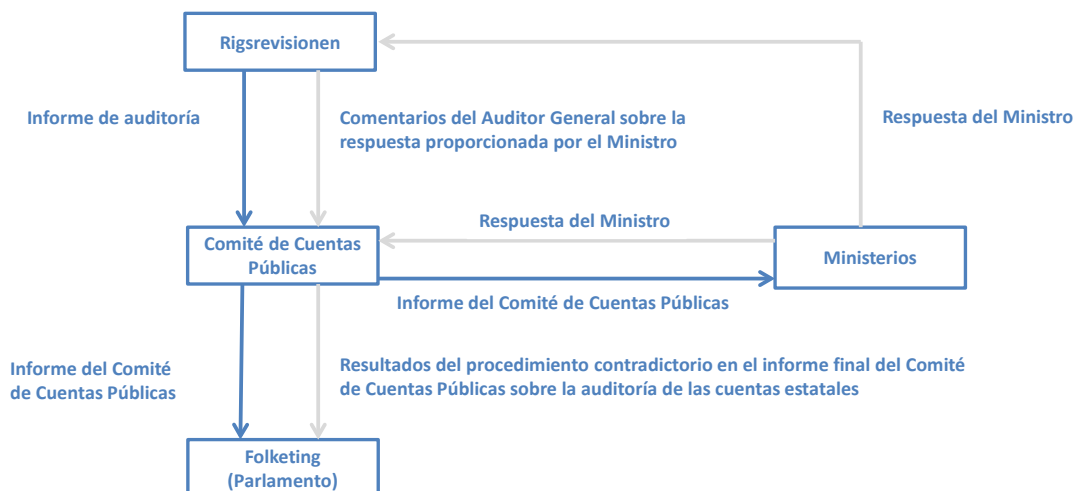 Rigsrevisionen
Informe de auditoría
Comentarios del Auditor General sobre la
respuesta proporcionada por el Ministro
Respuesta del Ministro
Respuesta del Ministro
Comité de Cuentas
Públicas
Ministerios
Informe del Comité de Cuentas Públicas
Informe del Comité
de Cuentas Públicas
Resultados del procedimiento contradictorio en el informe final del Comité
de Cuentas Públicas sobre la auditoría de las cuentas estatales
Folketing
(Parlamento)